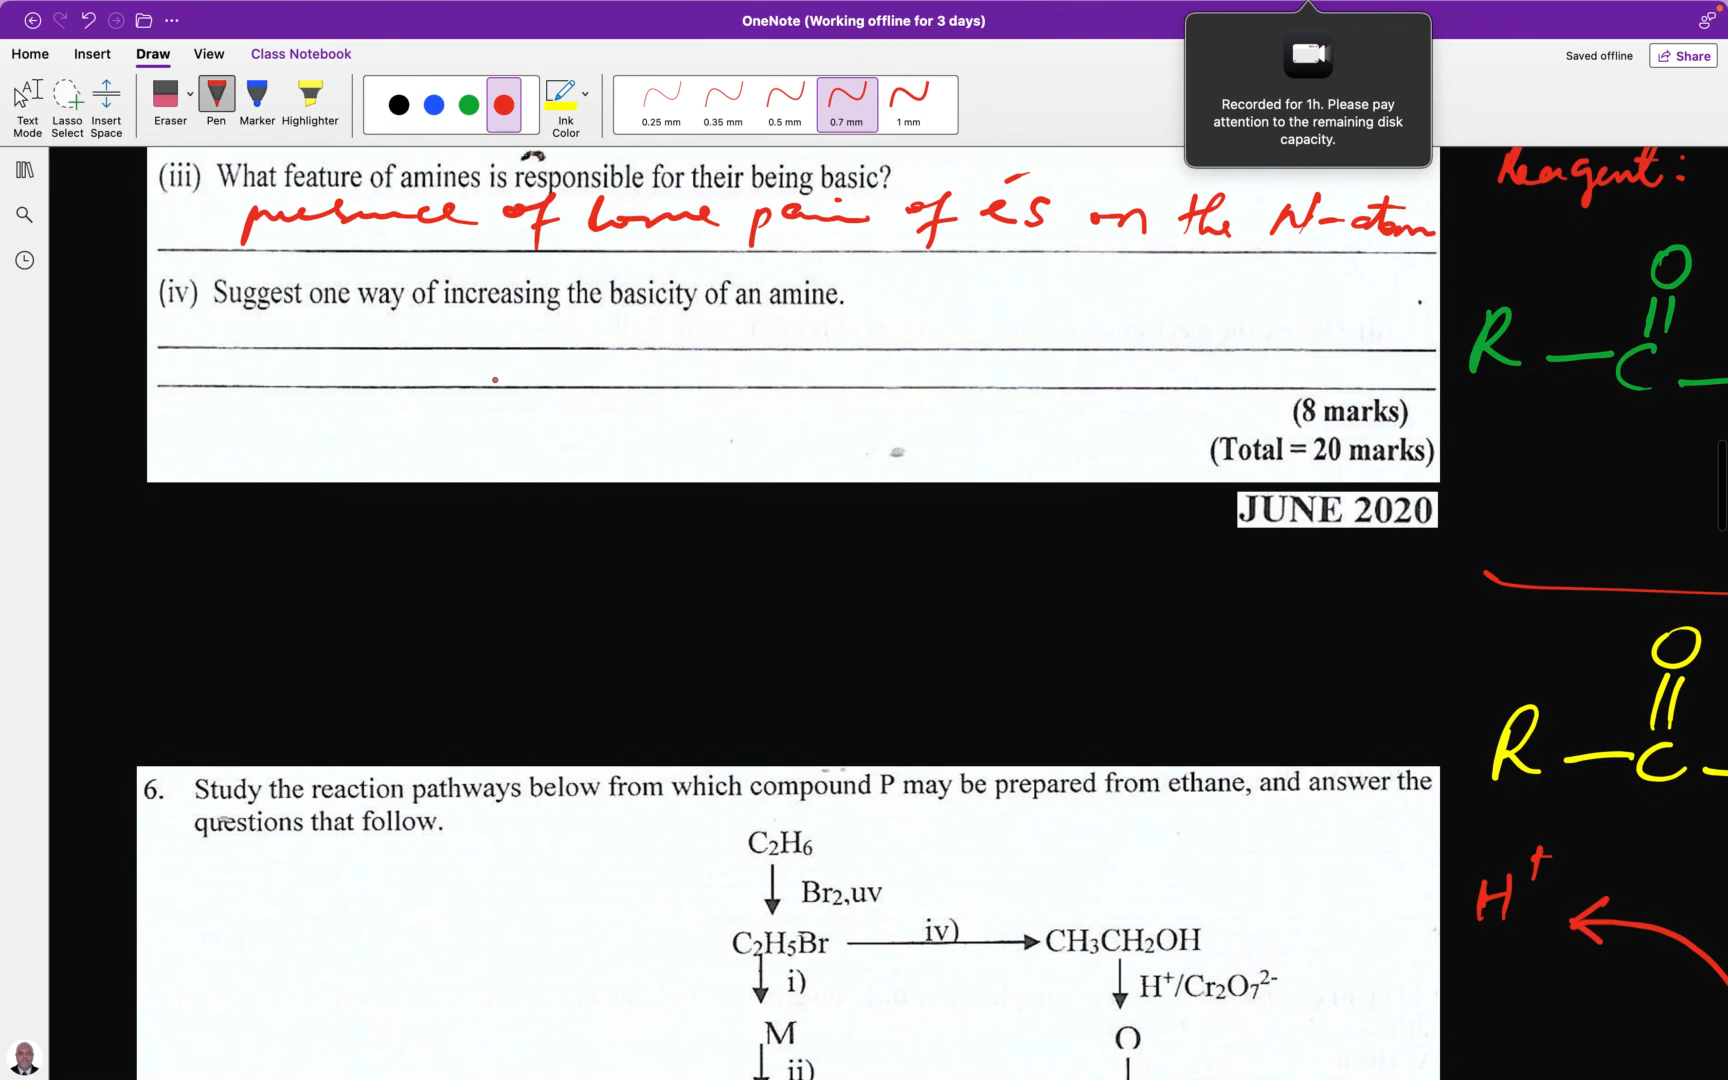 OneNote (Working offline for 3 days)
Home Insert Draw View Class Notebook
Saved offline
Share
Text Mode
Lasso Select
Insert Space
Eraser
Pen
Marker
Highlighter
Ink Color
0.25 mm
0.35 mm
0.5 mm
0.7 mm
1 mm
Recorded for 1h. Please pay
attention to the remaining disk
capacity.
(iii) What feature of amines is responsible for their being basic?
presence of lone pair of es on the N-atom
Reagent:
(iv) Suggest one way of increasing the basicity of an amine.
O
R — C —
(8 marks)
(Total = 20 marks)
JUNE 2020
O
R — C —
6. Study the reaction pathways below from which compound P may be prepared from ethane, and answer the
questions that follow.
C2H6
Br2,uv
H+
C2H5Br iv) CH3CH2OH
i) H+/Cr2O7 2-
M O
ii)